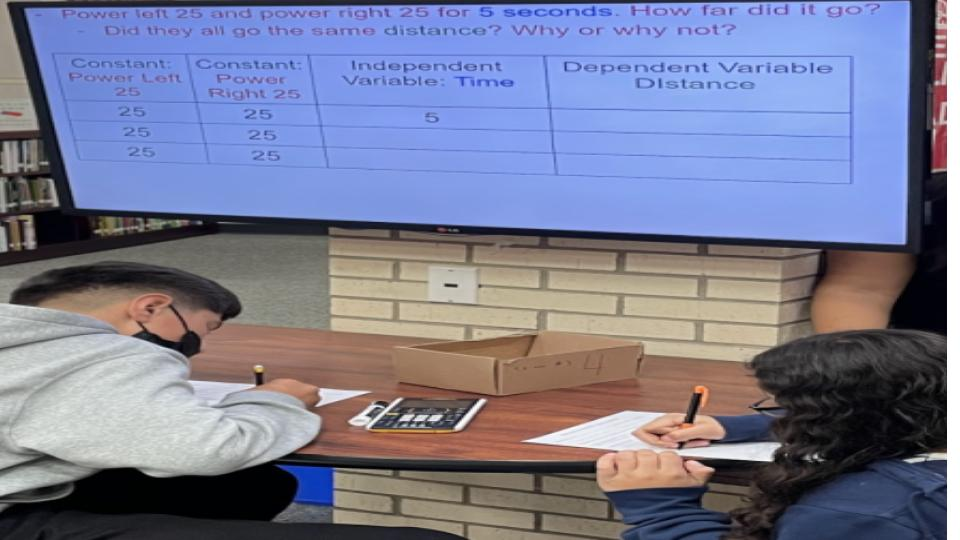 - Power left 25 and power right 25 for 5 seconds. How far did it go?
- Did they all go the same distance? Why or why not?
Constant: Power Left 25
Constant: Power Right 25
Independent Variable: Time
Dependent Variable DIstance
25 25 5
25 25
25 25
LG
4